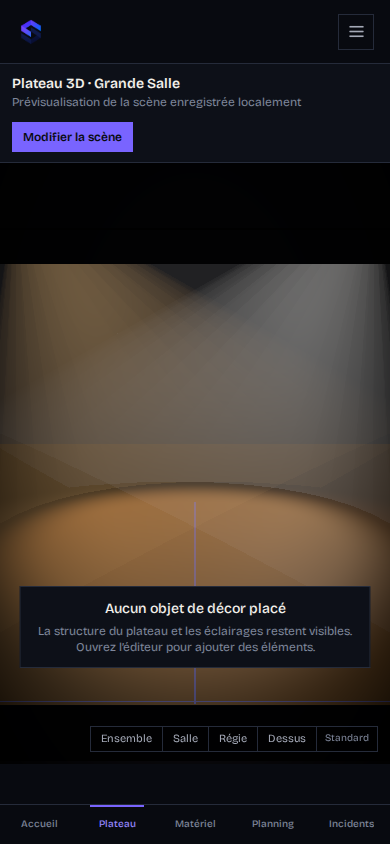 Plateau 3D · Grande Salle
Prévisualisation de la scène enregistrée localement
Modifier la scène
Aucun objet de décor placé
La structure du plateau et les éclairages restent visibles.
Ouvrez l'éditeur pour ajouter des éléments.
Ensemble Salle Régie Dessus Standard
Accueil Plateau Matériel Planning Incidents